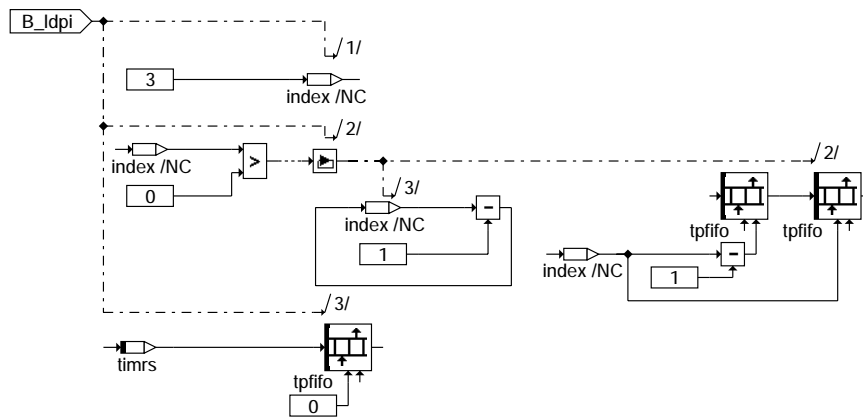 B_ldpi
1/
3
index /NC
2/
2/
index /NC
>
0
3/
index /NC
-
1
tpfifo
tpfifo
index /NC
-
1
3/
timrs
tpfifo
0